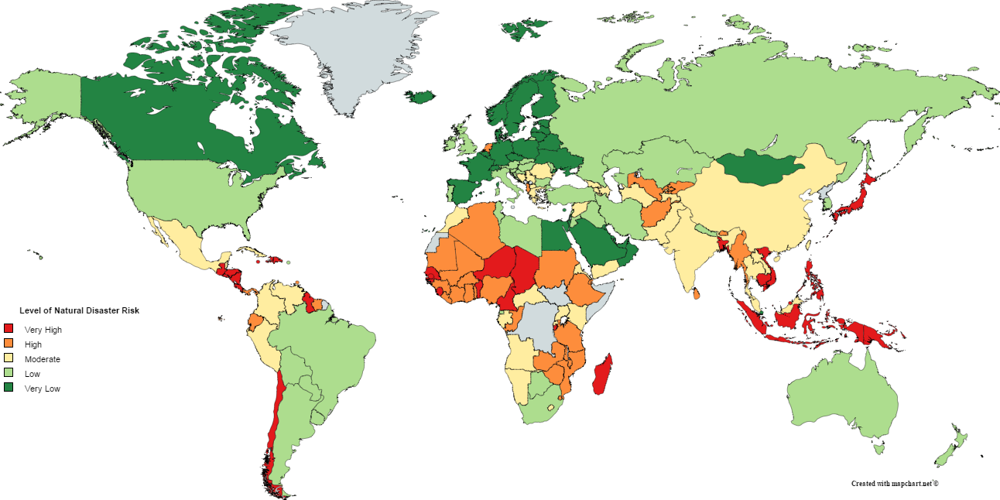 Level of Natural Disaster Risk
Very High
High
Moderate
Low
Very Low
Created with mapchart.net ©